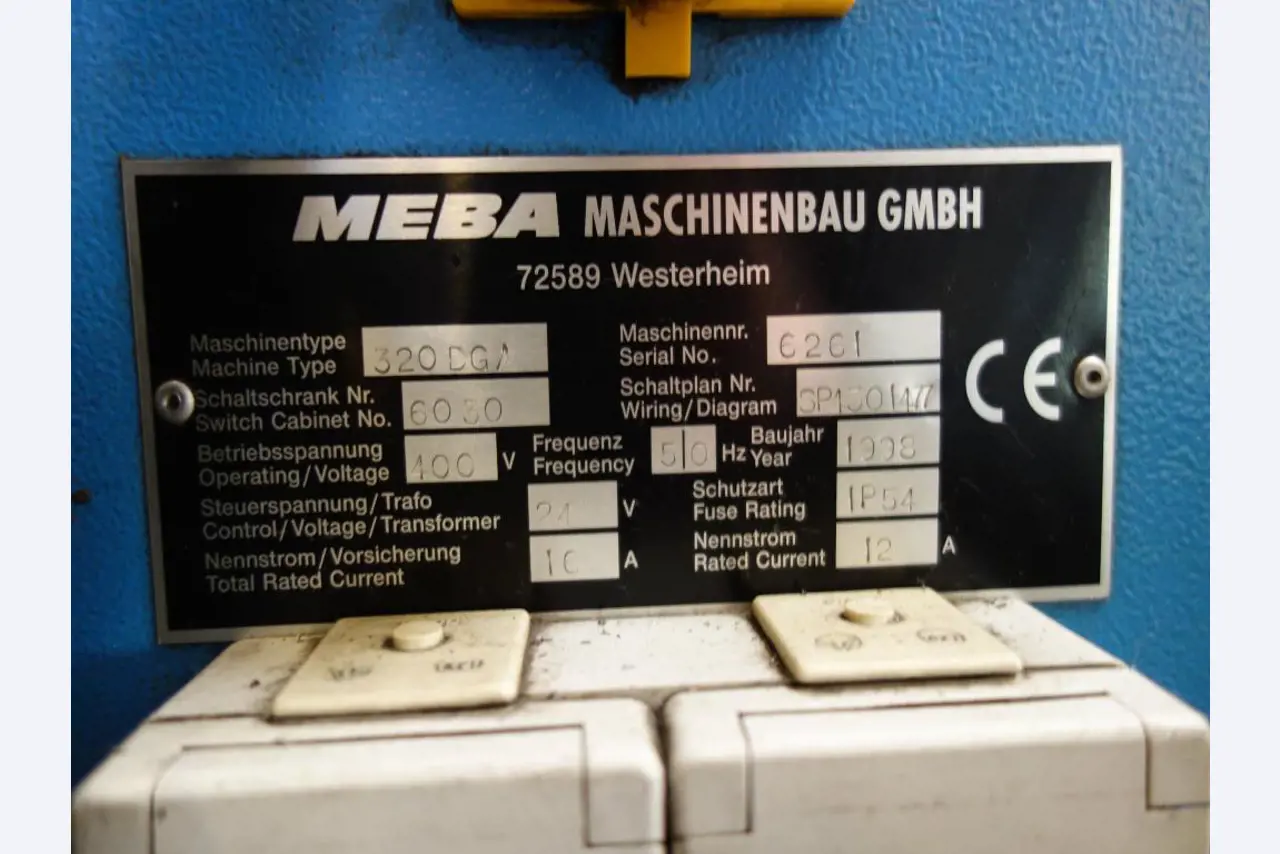 MEBA MASCHINENBAU GMBH
72589 Westerheim
Maschinentype
Machine Type 320 DGA
Maschinennr.
Serial No. 6261
Schaltschrank Nr.
Switch Cabinet No. 6030
Schaltplan Nr.
Wiring/Diagram
Betriebsspannung
Operating/Voltage 400 V
Frequenz
Frequency 50 Hz
Baujahr
Year 1998
Steuerspannung/Trafo
Control/Voltage/Transformer 24 V
Schutzart
Fuse Rating IP54
Nennstrom/Vorsicherung
Total Rated Current 16 A
Nennstrom
Rated Current 12 A
CE